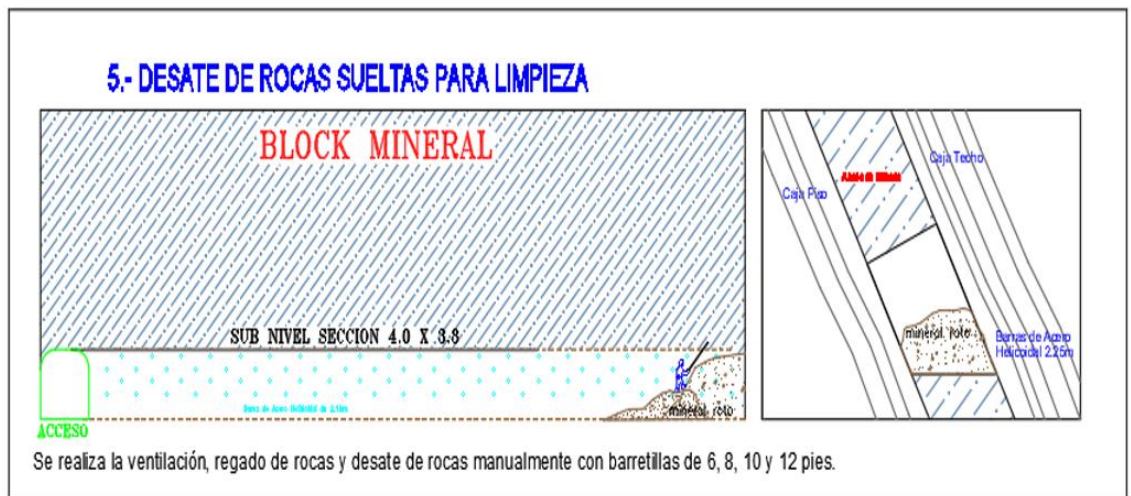 5.- DESATE DE ROCAS SUELTAS PARA LIMPIEZA
BLOCK MINERAL
SUB NIVEL SECCION 4.0 X 3.8
mineral roto
ACCESO
Caja Techo
Caja Piso
mineral roto
Barras de Acero
Helicoidal 2.25m
Se realiza la ventilación, regado de rocas y desate de rocas manualmente con barretillas de 6, 8, 10 y 12 pies.